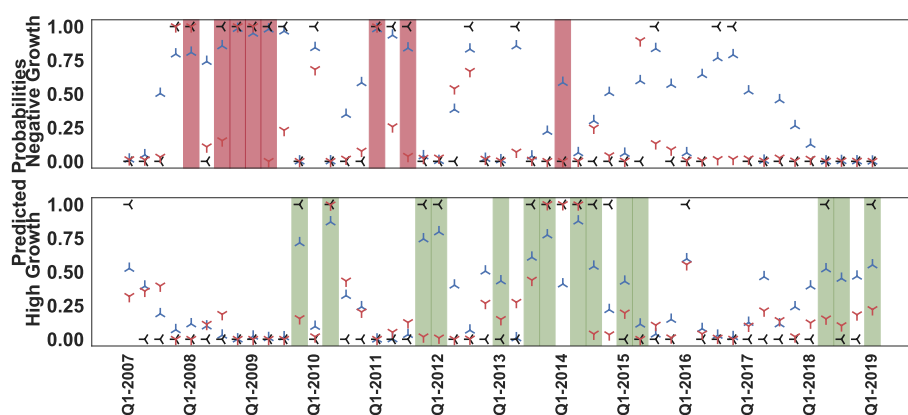 Predicted Probabilities
Negative Growth
1.00
0.75
0.50
0.25
0.00
High Growth
1.00
0.75
0.50
0.25
0.00
Q1-2007
Q1-2008
Q1-2009
Q1-2010
Q1-2011
Q1-2012
Q1-2013
Q1-2014
Q1-2015
Q1-2016
Q1-2017
Q1-2018
Q1-2019